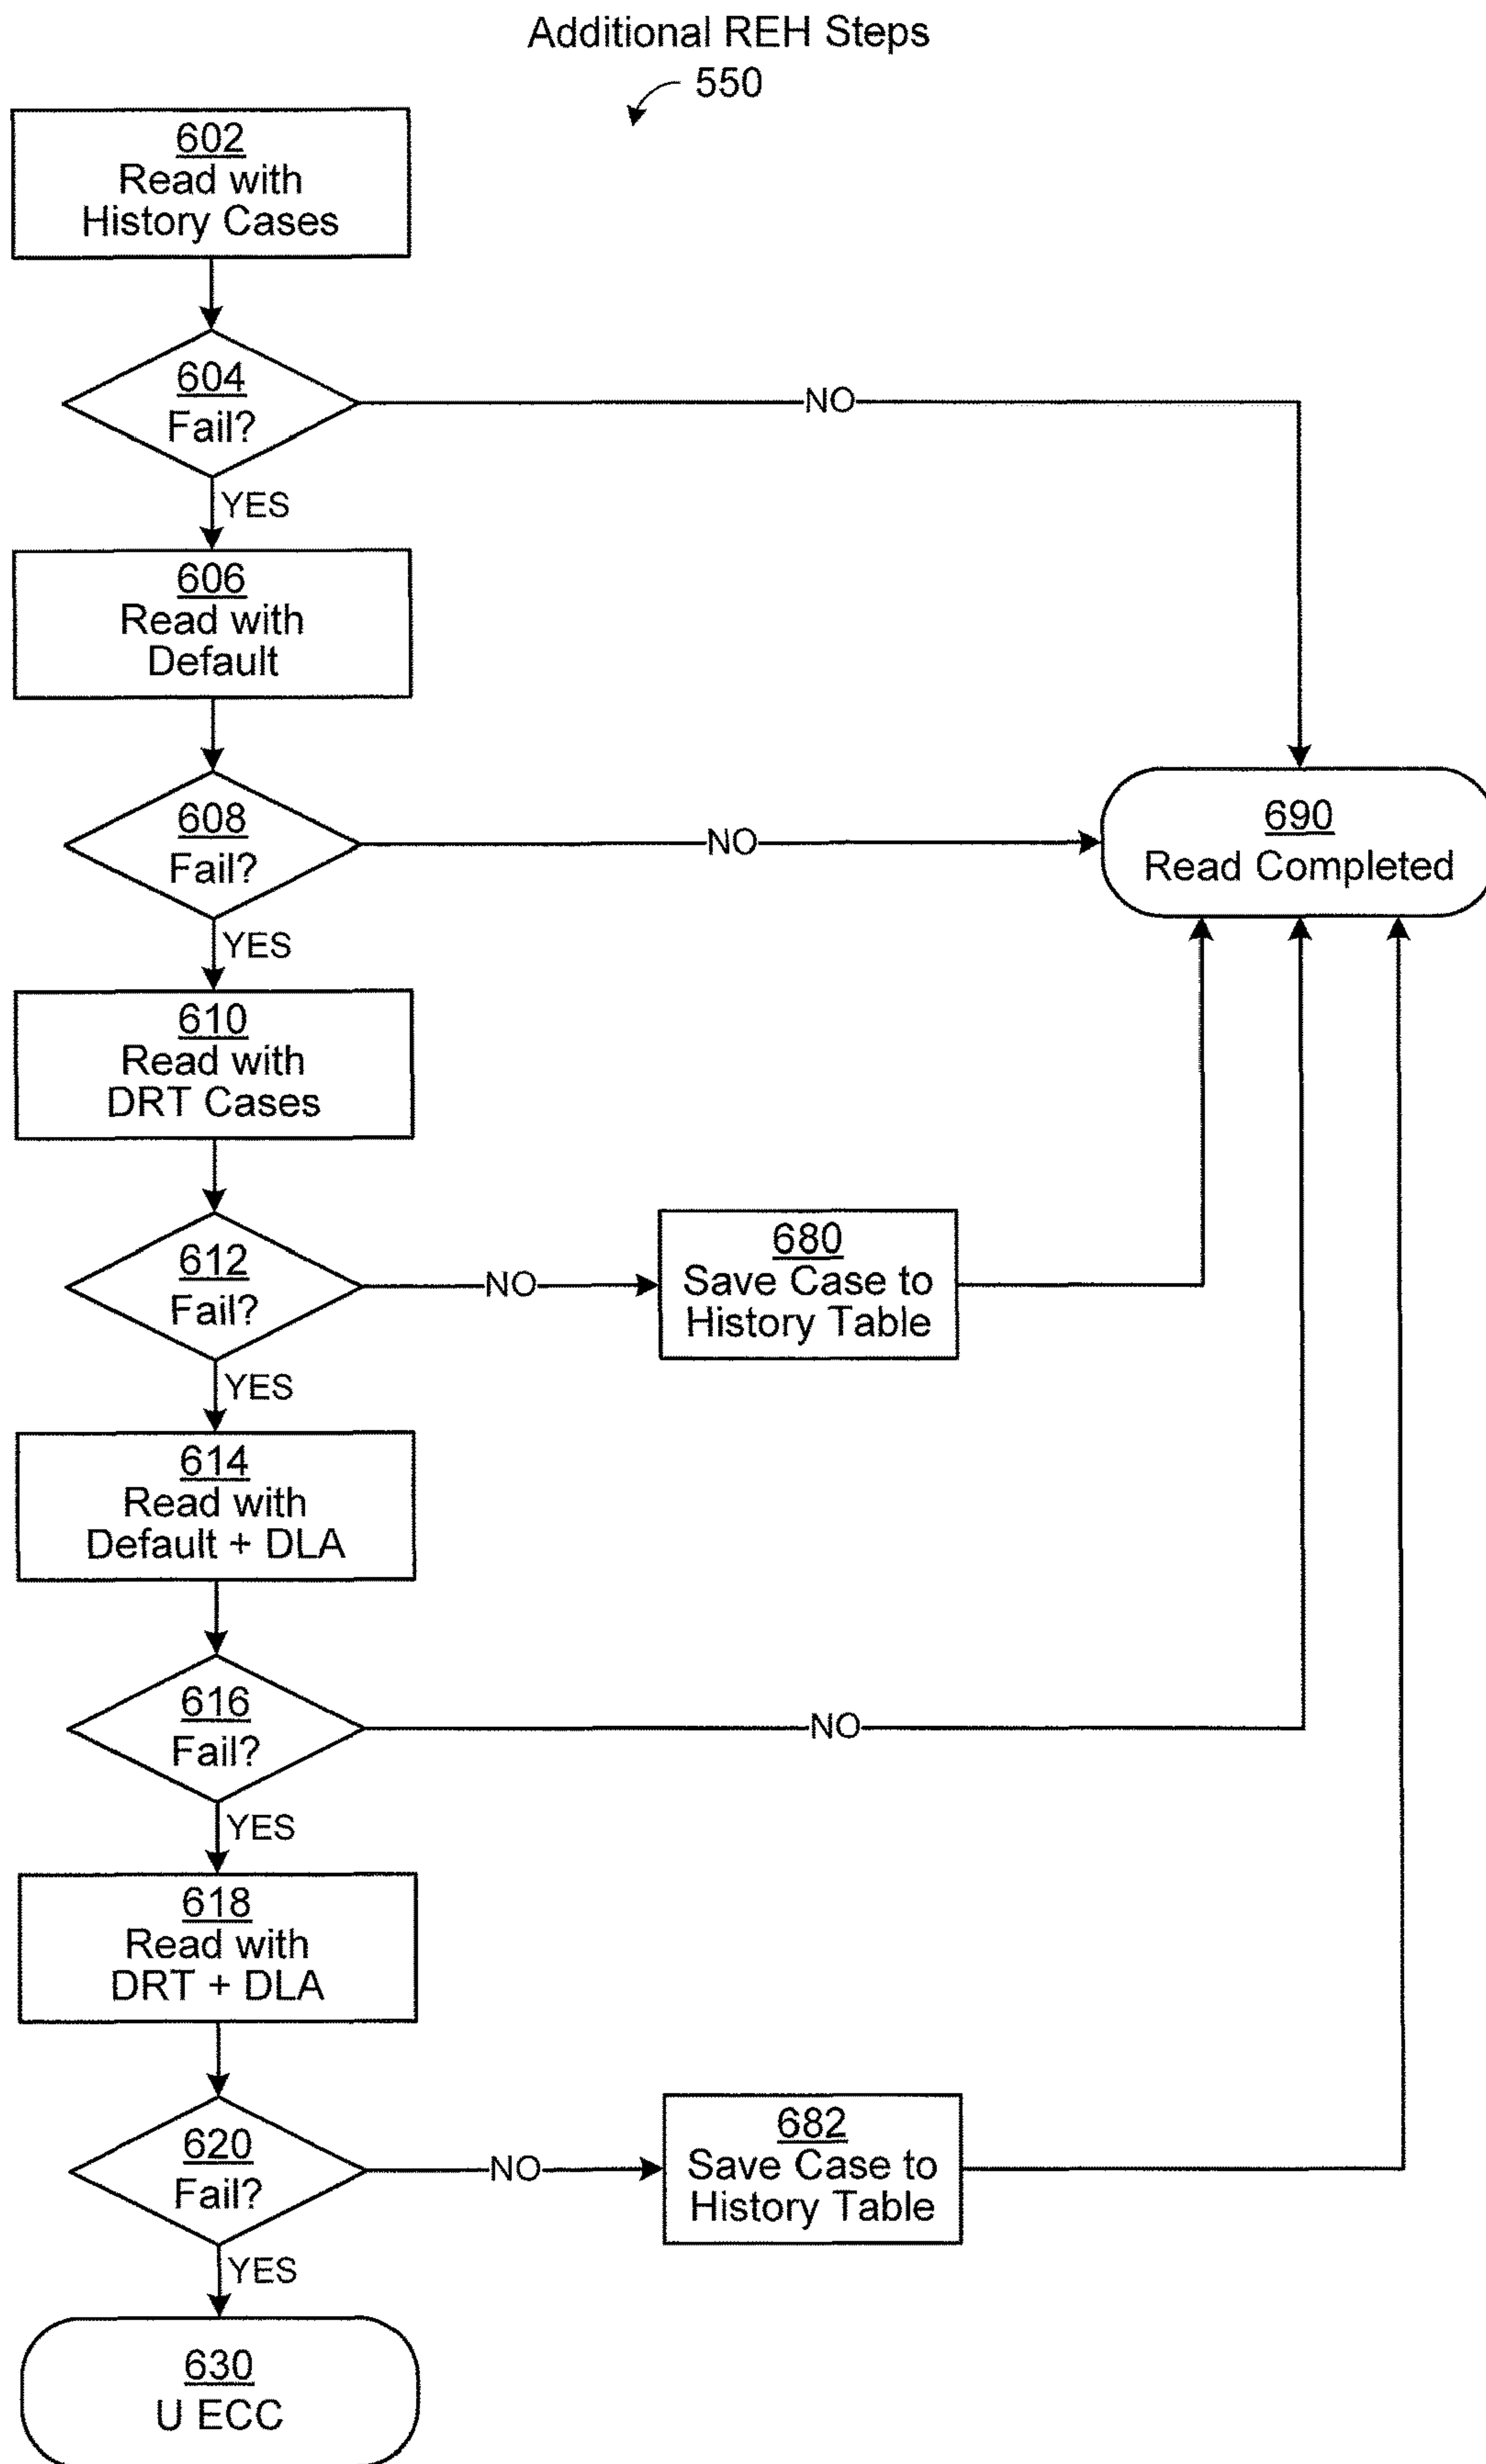 Additional REH Steps
550
602
Read with
History Cases
604
Fail?
NO
YES
606
Read with
Default
608
Fail?
NO
690
Read Completed
YES
610
Read with
DRT Cases
612
Fail?
NO
680
Save Case to
History Table
YES
614
Read with
Default + DLA
616
Fail?
NO
YES
618
Read with
DRT + DLA
620
Fail?
NO
682
Save Case to
History Table
YES
630
U ECC